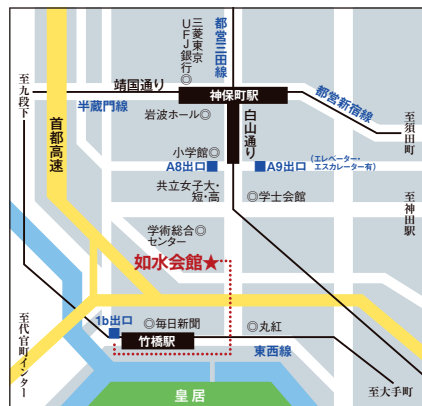 三菱東京
UFJ銀行◎
都営三田線
至九段下
靖国通り
神保町駅
都営新宿線
半蔵門線
首都高速
岩波ホール◎
白山通り
至須田町
小学館◎
A8出口
A9出口
(エレベーター・
エスカレーター有)
共立女子大・
短・高
◎学士会館
至神田駅
学術総合◎
センター
如水会館★
1b出口
◎毎日新聞
◎丸紅
至代官町インター
竹橋駅
東西線
皇居
至大手町